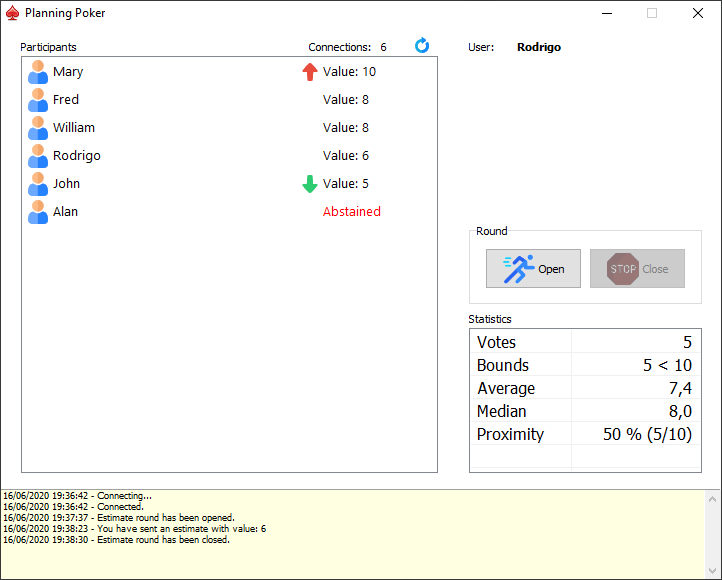 Planning Poker
Participants Connections: 6 User: Rodrigo
Mary Value: 10
Fred Value: 8
William Value: 8
Rodrigo Value: 6
John Value: 5
Alan Abstained
Round
Open STOP Close
Statistics
Votes 5
Bounds 5 < 10
Average 7,4
Median 8,0
Proximity 50 % (5/10)
16/06/2020 19:36:42 - Connecting...
16/06/2020 19:36:42 - Connected.
16/06/2020 19:37:37 - Estimate round has been opened.
16/06/2020 19:38:23 - You have sent an estimate with value: 6
16/06/2020 19:38:30 - Estimate round has been closed.